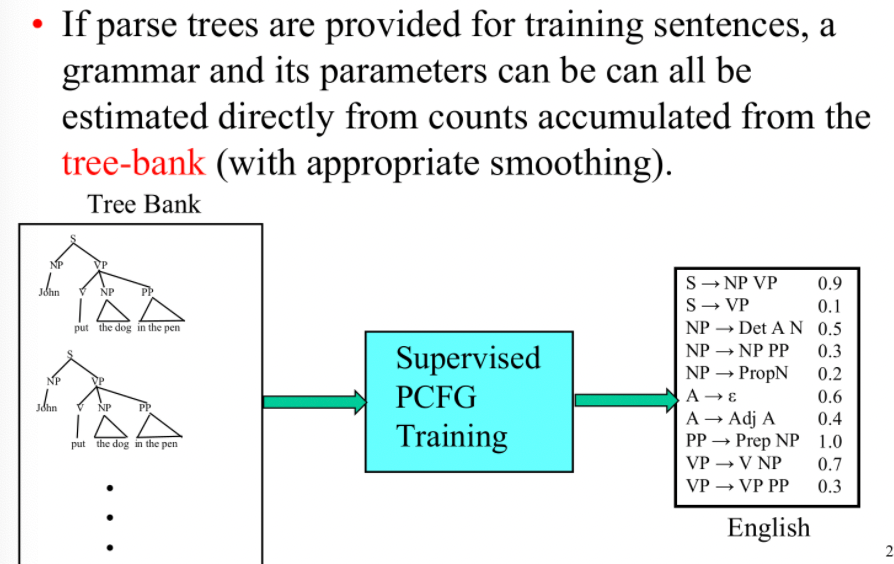 • If parse trees are provided for training sentences, a
grammar and its parameters can be can all be
estimated directly from counts accumulated from the
tree-bank (with appropriate smoothing).
Tree Bank
S
NP VP
John V NP PP
put the dog in the pen
S
NP VP
John V NP PP
put the dog in the pen
Supervised
PCFG
Training
S → NP VP 0.9
S → VP 0.1
NP → Det A N 0.5
NP → NP PP 0.3
NP → PropN 0.2
A → ε 0.6
A → Adj A 0.4
PP → Prep NP 1.0
VP → V NP 0.7
VP → VP PP 0.3
English
2